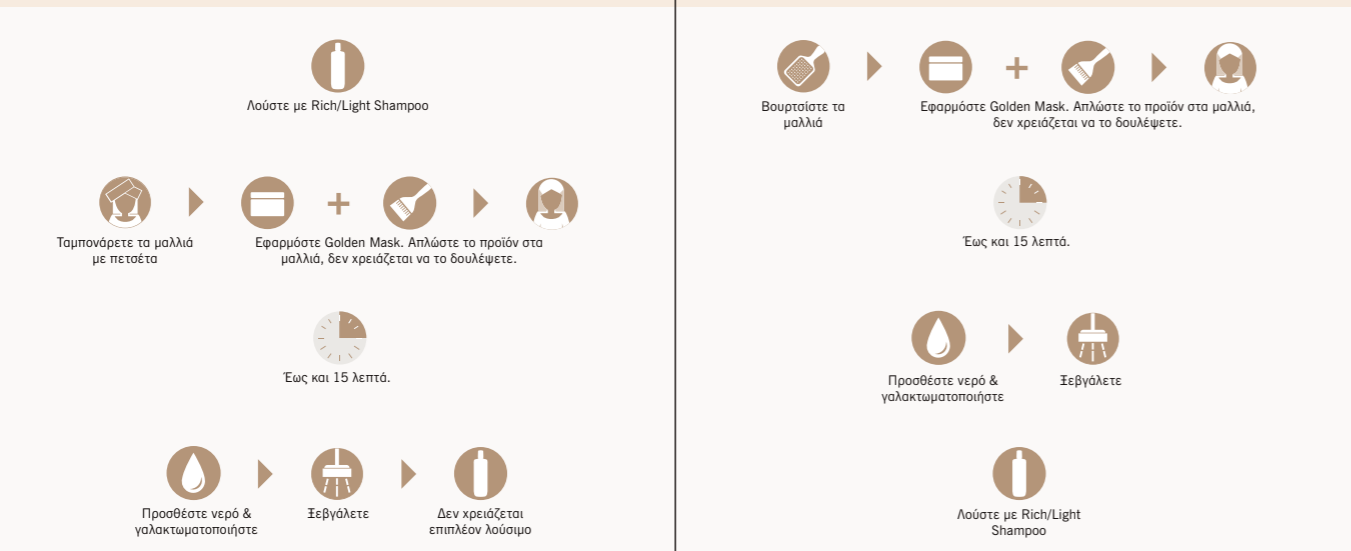 Λούστε με Rich/Light Shampoo
Ταμπονάρετε τα μαλλιά
με πετσέτα
Εφαρμόστε Golden Mask. Απλώστε το προϊόν στα
μαλλιά, δεν χρειάζεται να το δουλέψετε.
Έως και 15 λεπτά.
Προσθέστε νερό &
γαλακτωματοποιήστε
Ξεβγάλετε
Δεν χρειάζεται
επιπλέον λούσιμο
Βουρτσίστε τα
μαλλιά
Εφαρμόστε Golden Mask. Απλώστε το προϊόν στα μαλλιά,
δεν χρειάζεται να το δουλέψετε.
Έως και 15 λεπτά.
Προσθέστε νερό &
γαλακτωματοποιήστε
Ξεβγάλετε
Λούστε με Rich/Light
Shampoo